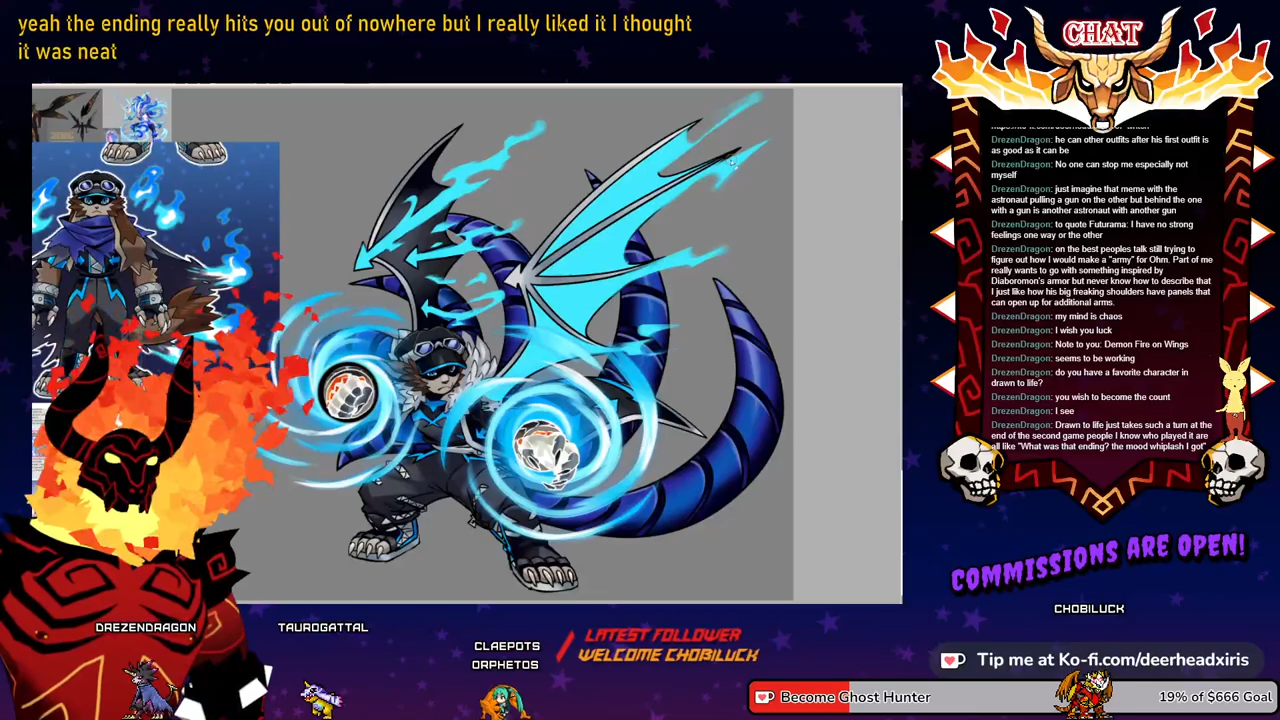 yeah the ending really hits you out of nowhere but I really liked it I thought
it was neat
CHAT
DrezenDragon: he can other outfits after his first outfit is
as good as it can be
DrezenDragon: No one can stop me especially not
myself
DrezenDragon: just imagine that meme with the
astronaut pulling a gun on the other but behind the one
with a gun is another astronaut with another gun
DrezenDragon: to quote Futurama: I have no strong
feelings one way or the other
DrezenDragon: on the best peoples talk still trying to
figure out how I would make a "army" for Ohm. Part of me
really wants to go with something inspired by
Diaboromon's armor but never know how to describe that
I just like how his big freaking shoulders have panels that
can open up for additional arms.
DrezenDragon: my mind is chaos
DrezenDragon: I wish you luck
DrezenDragon: Note to you: Demon Fire on Wings
DrezenDragon: seems to be working
DrezenDragon: do you have a favorite character in
drawn to life?
DrezenDragon: you wish to become the count
DrezenDragon: I see
DrezenDragon: Drawn to life just takes such a turn at the
end of the second game people I know who played it are
all like "What was that ending? the mood whiplash I got"
COMMISSIONS ARE OPEN!
CHOBILUCK
DREZENDRAGON
TAUROGATTAL
CLAEPOTS
ORPHETOS
LATEST FOLLOWER
WELCOME CHOBILUCK
Tip me at Ko-fi.com/deerheadxiris
Become Ghost Hunter
19% of $666 Goal